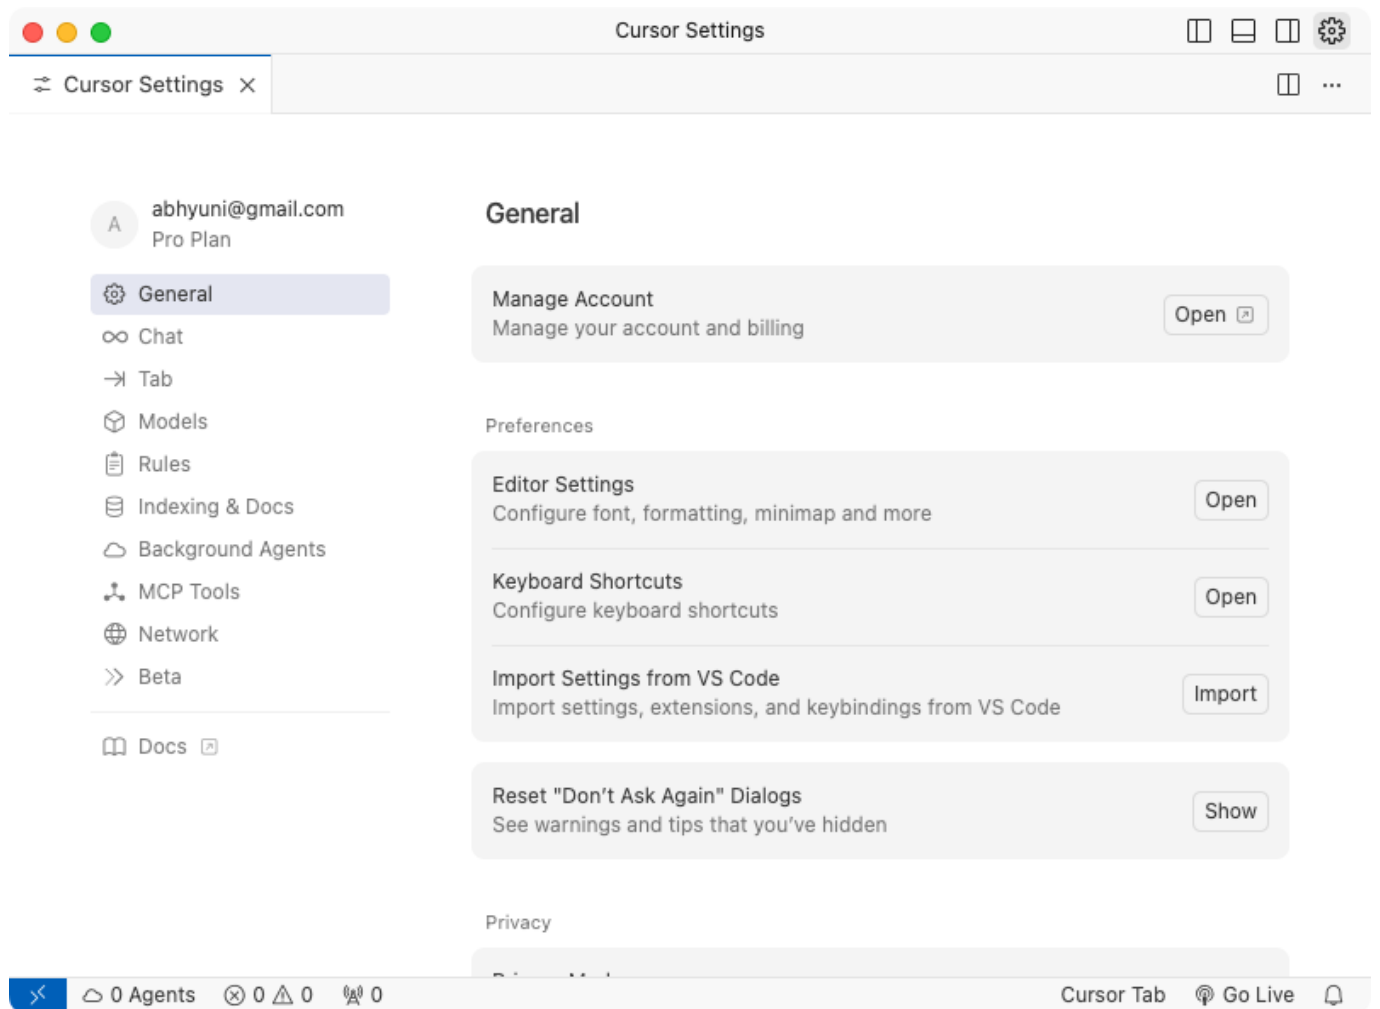 Cursor Settings
Cursor Settings
A
abhyuni@gmail.com
Pro Plan
General
Chat
Tab
Models
Rules
Indexing & Docs
Background Agents
MCP Tools
Network
Beta
Docs
General
Manage Account
Manage your account and billing
Open
Preferences
Editor Settings
Configure font, formatting, minimap and more
Open
Keyboard Shortcuts
Configure keyboard shortcuts
Open
Import Settings from VS Code
Import settings, extensions, and keybindings from VS Code
Import
Reset "Don’t Ask Again" Dialogs
See warnings and tips that you’ve hidden
Show
Privacy
0 Agents 0 0 0 Cursor Tab Go Live